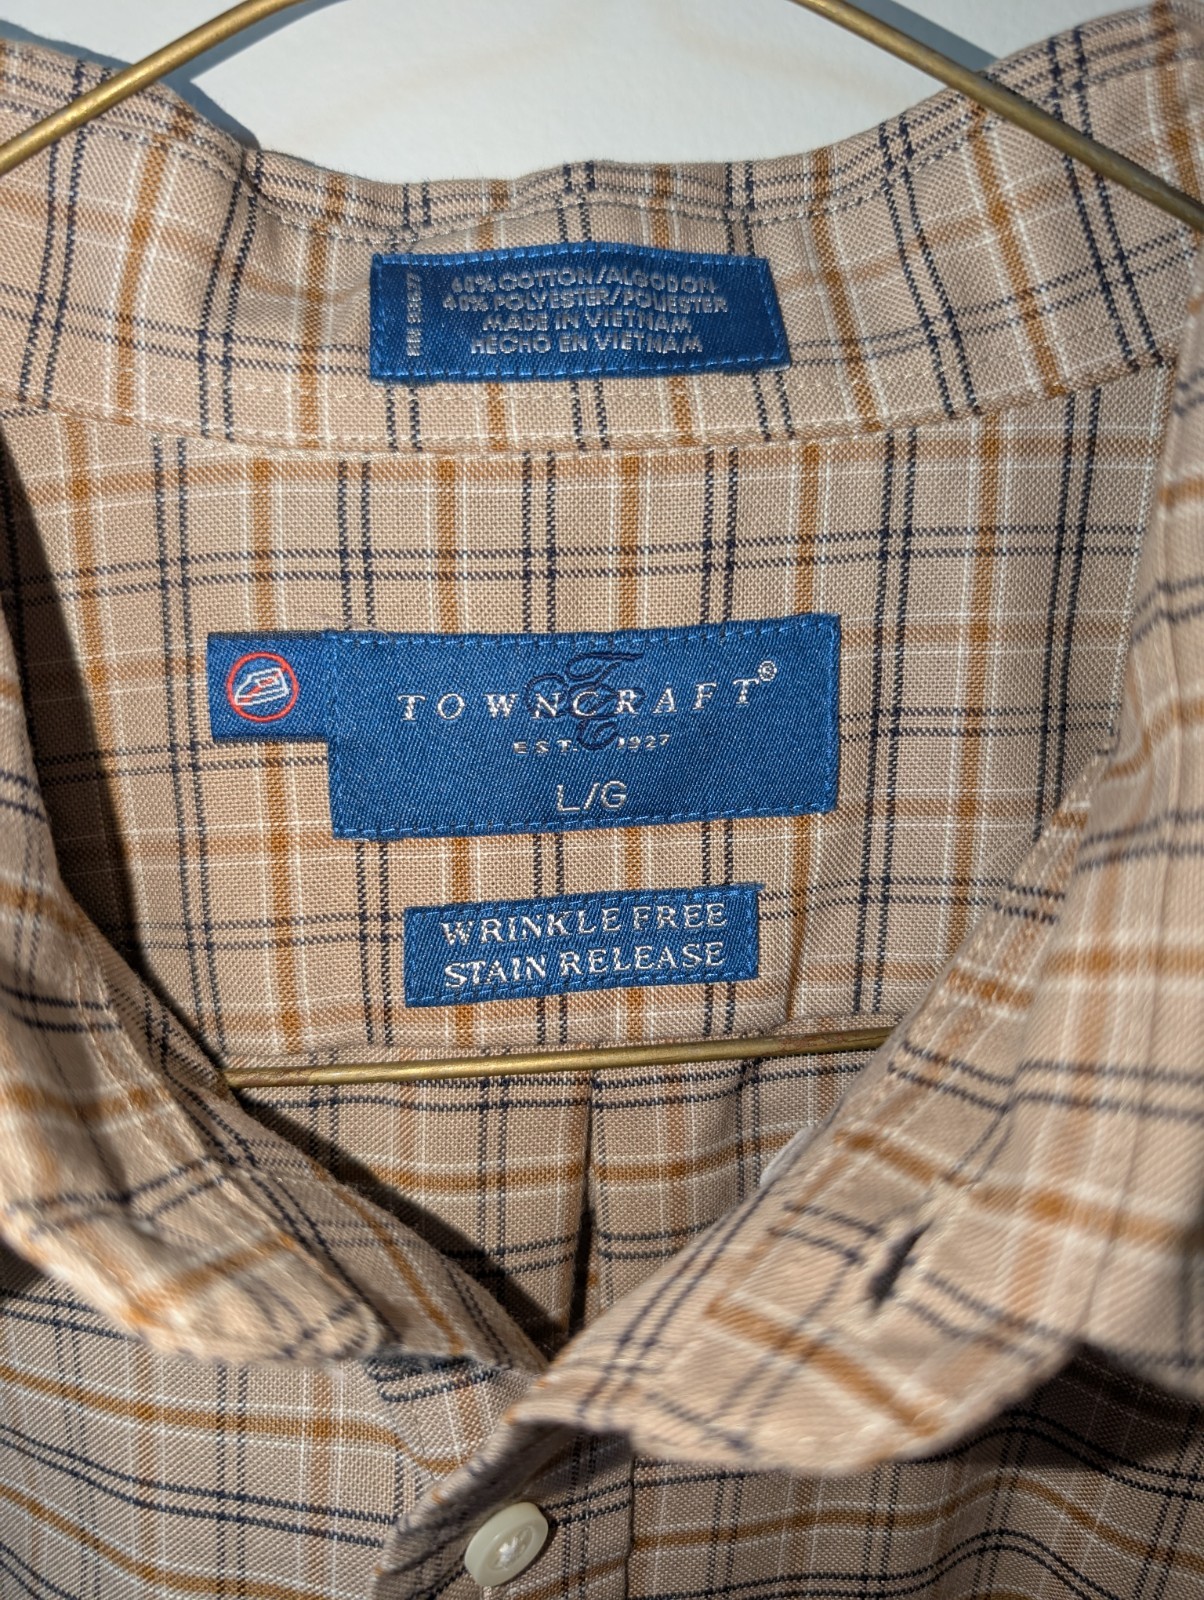 60% COTTON/ALGODON
40% POLYESTER/POLIESTER
MADE IN VIETNAM
HECHO EN VIETNAM
TOWNCRAFT®
EST. 1927
L/G
WRINKLE FREE
STAIN RELEASE